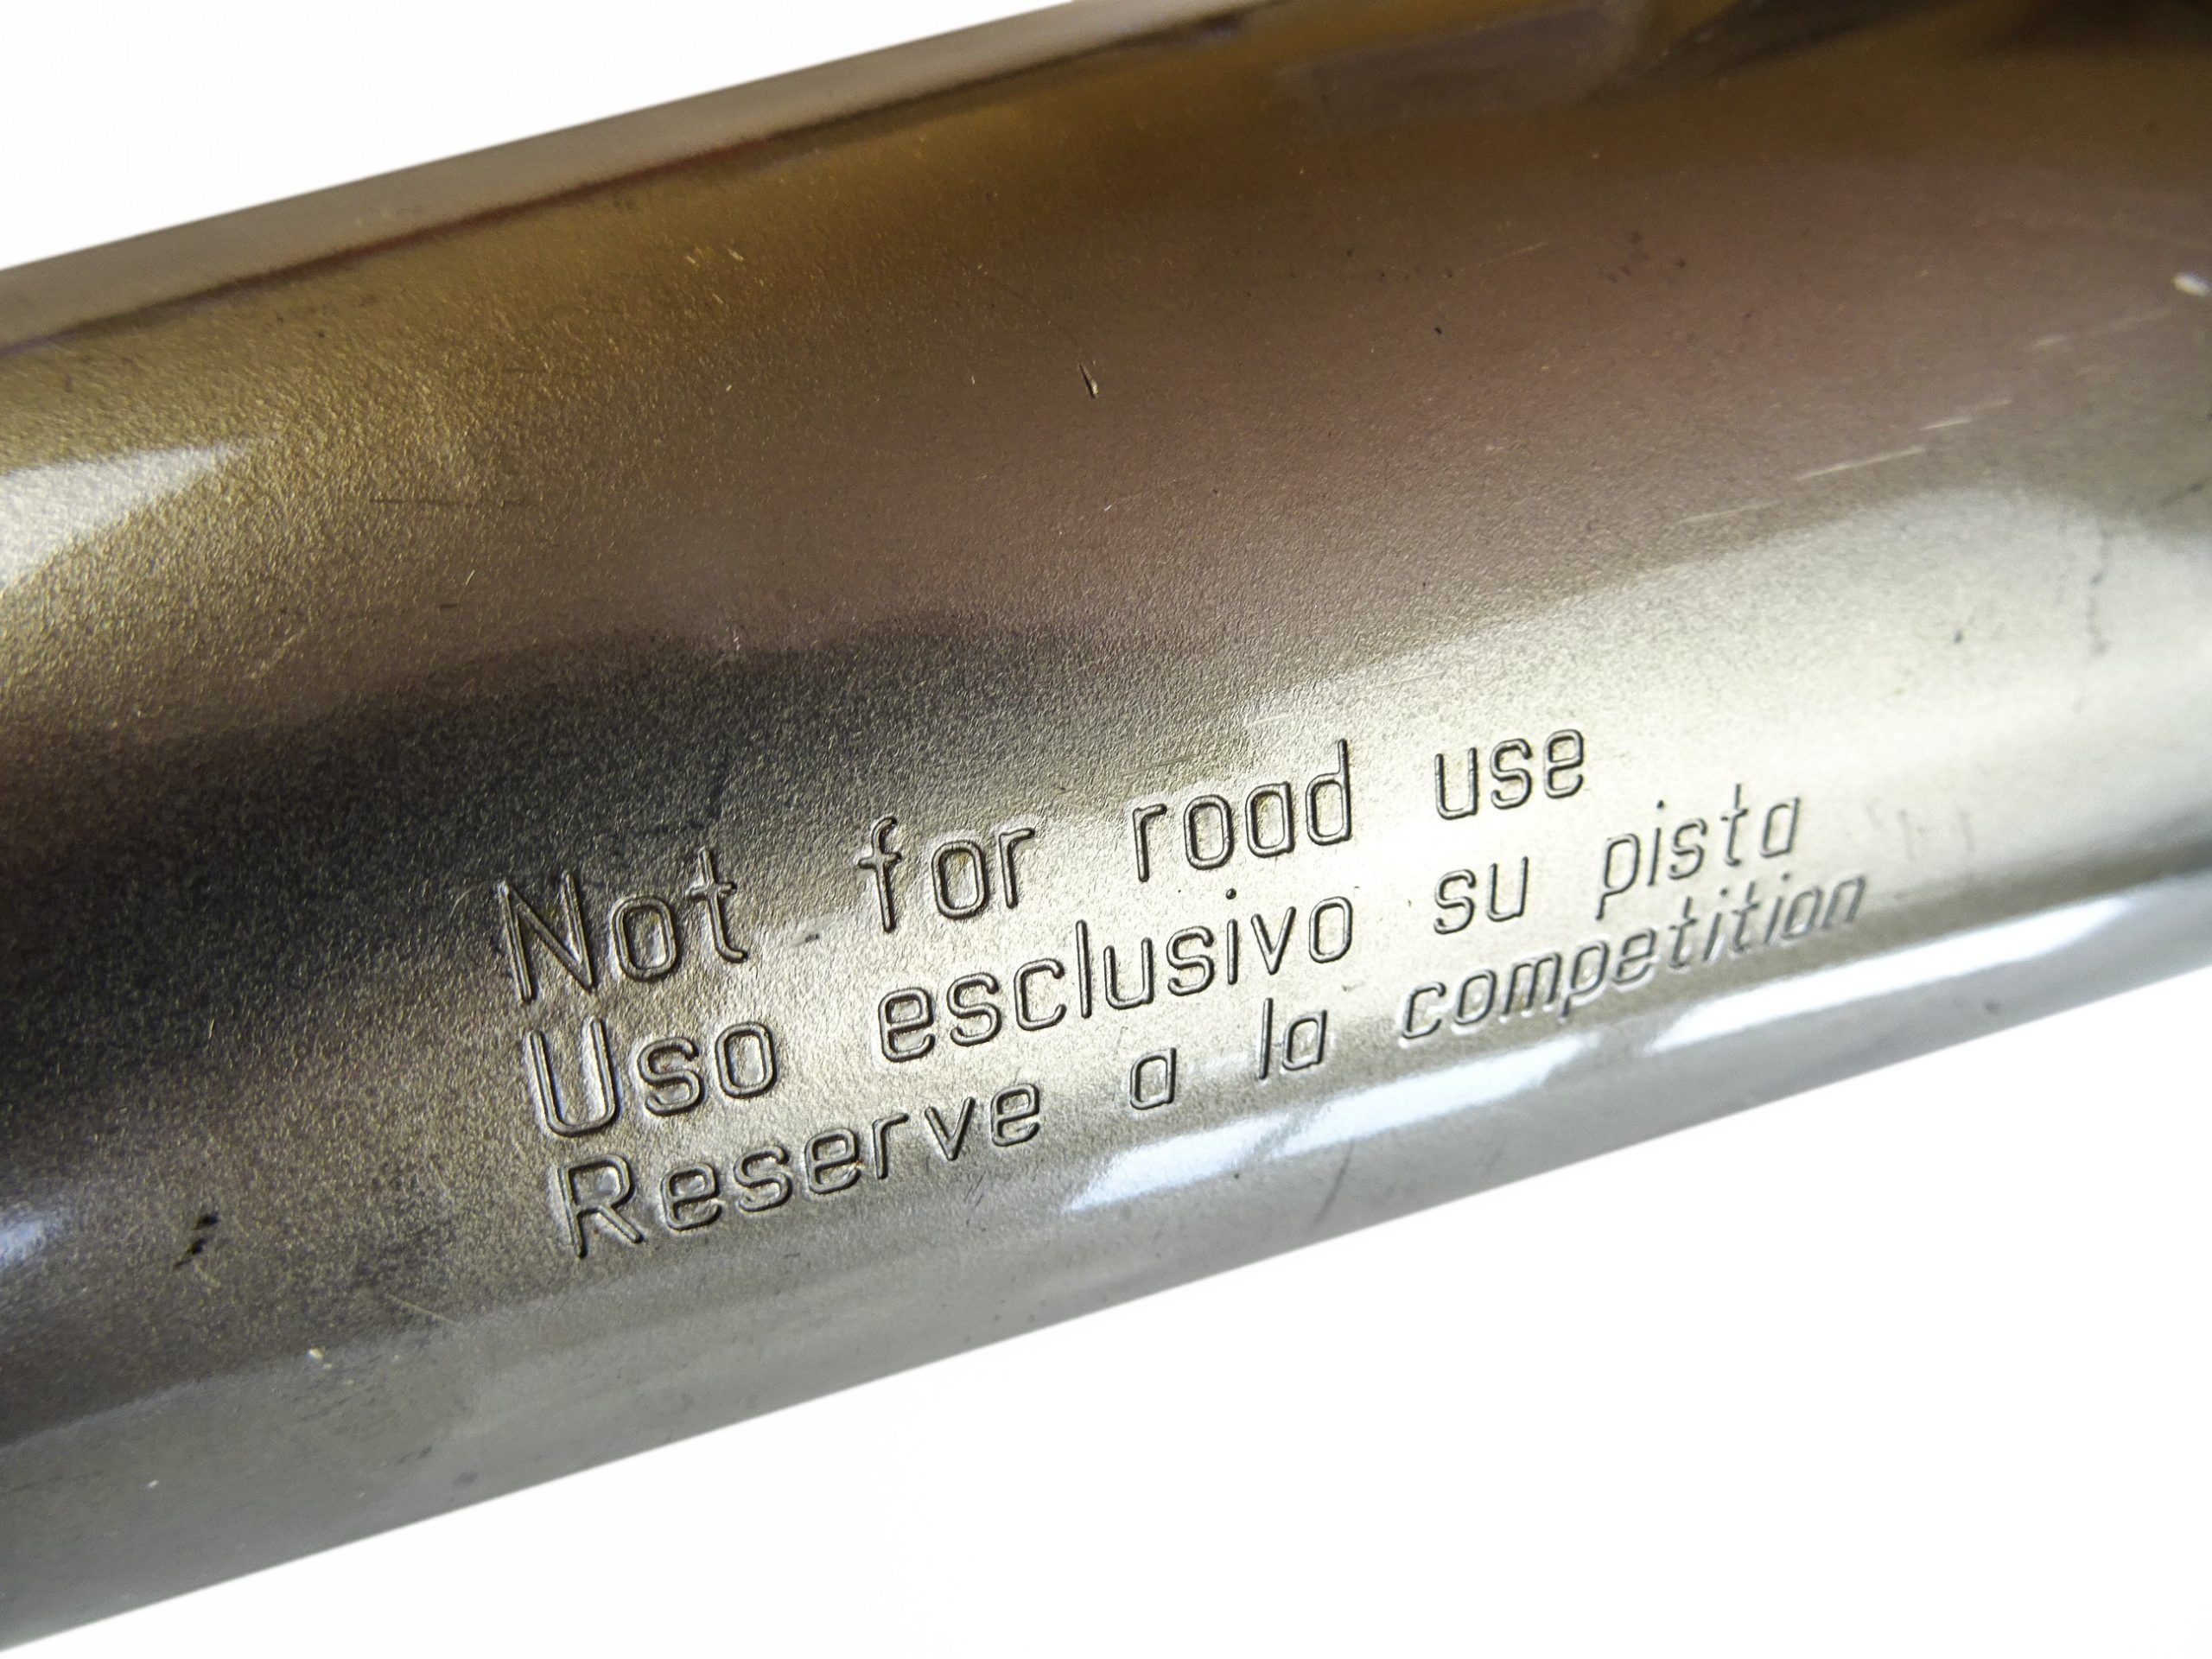 Not for road use
Uso esclusivo su pista
Reserve a la competition